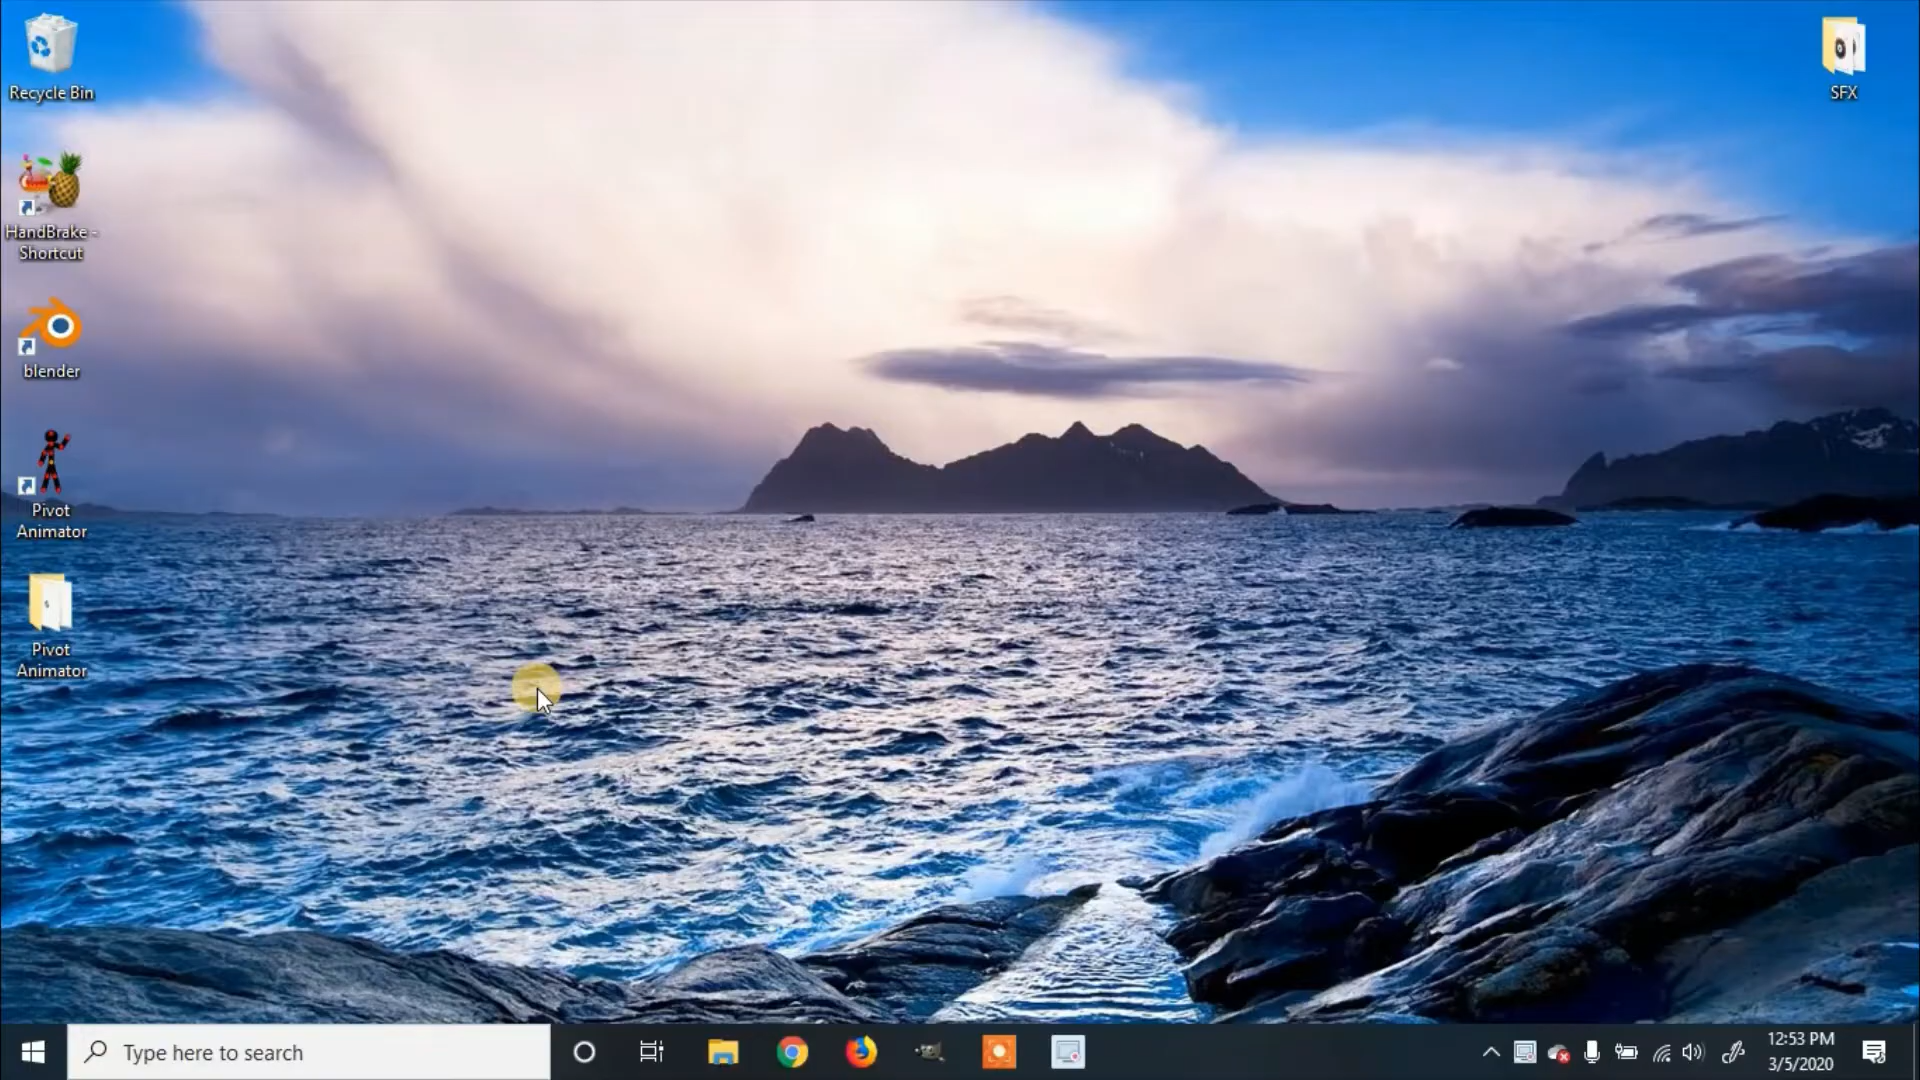 Recycle Bin
SFX
HandBrake -
Shortcut
blender
Pivot
Animator
Pivot
Animator
Type here to search
12:53 PM
3/5/2020